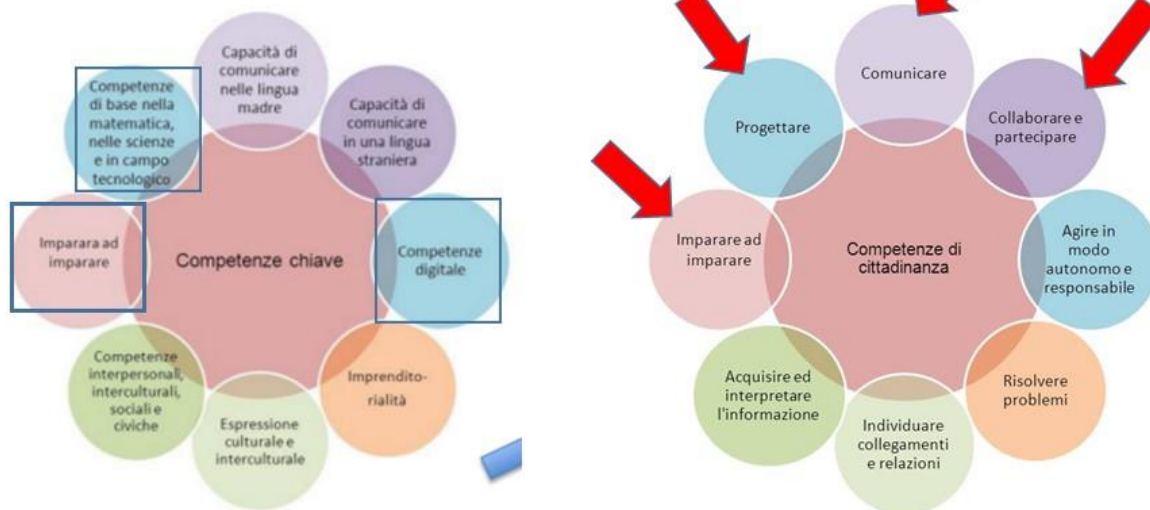 Capacità di
comunicare
nelle lingua
madre
Competenze
di base nella
matematica,
nelle scienze
e in campo
tecnologico
Capacità di
comunicare
in una lingua
straniera
Imparara ad
imparare
Competenze chiave
Competenze
digitale
Competenze
interpersonali,
interculturali,
sociali e
civiche
Imprendito-
rialità
Espressione
culturale e
interculturale
Comunicare
Progettare
Collaborare e
partecipare
Imparare ad
imparare
Competenze di
cittadinanza
Agire in
modo
autonomo e
responsabile
Acquisire ed
interpretare
l'informazione
Risolvere
problemi
Individuare
collegamenti
e relazioni